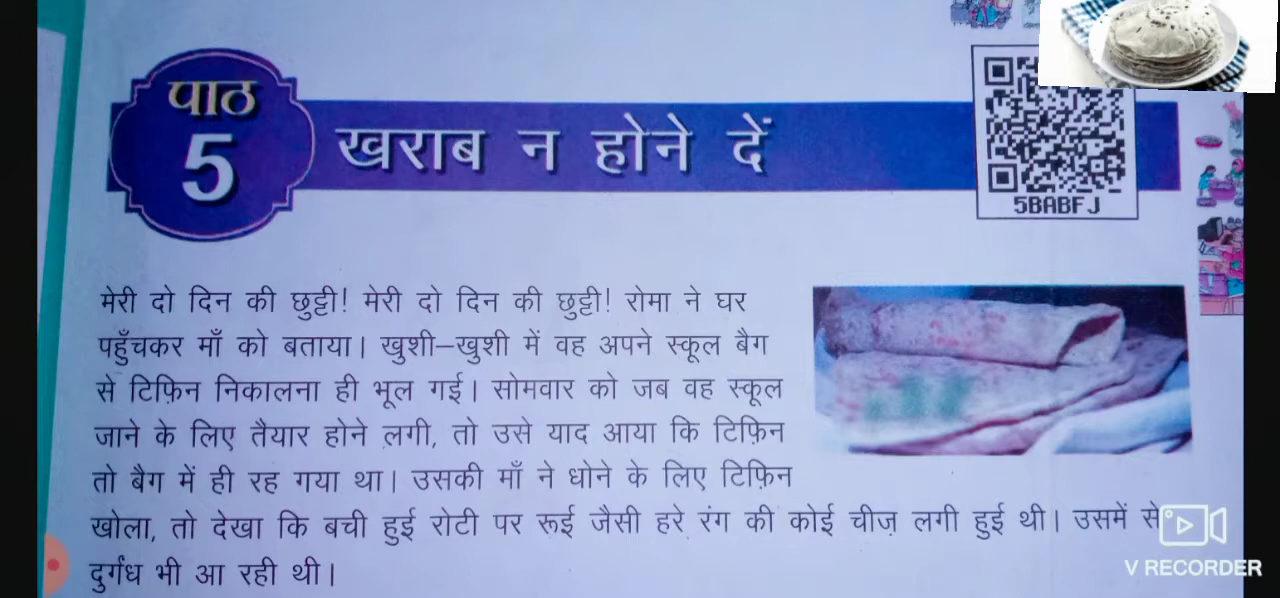 पाठ
5
खराब न होने दें
5BABFJ
मेरी दो दिन की छुट्टी! मेरी दो दिन की छुट्टी! रोमा ने घर
पहुँचकर माँ को बताया। खुशी–खुशी में वह अपने स्कूल बैग
से टिफ़िन निकालना ही भूल गई। सोमवार को जब वह स्कूल
जाने के लिए तैयार होने लगी, तो उसे याद आया कि टिफ़िन
तो बैग में ही रह गया था। उसकी माँ ने धोने के लिए टिफ़िन
खोला, तो देखा कि बची हुई रोटी पर रूई जैसी हरे रंग की कोई चीज़ लगी हुई थी। उसमें से
दुर्गंध भी आ रही थी।
V RECORDER